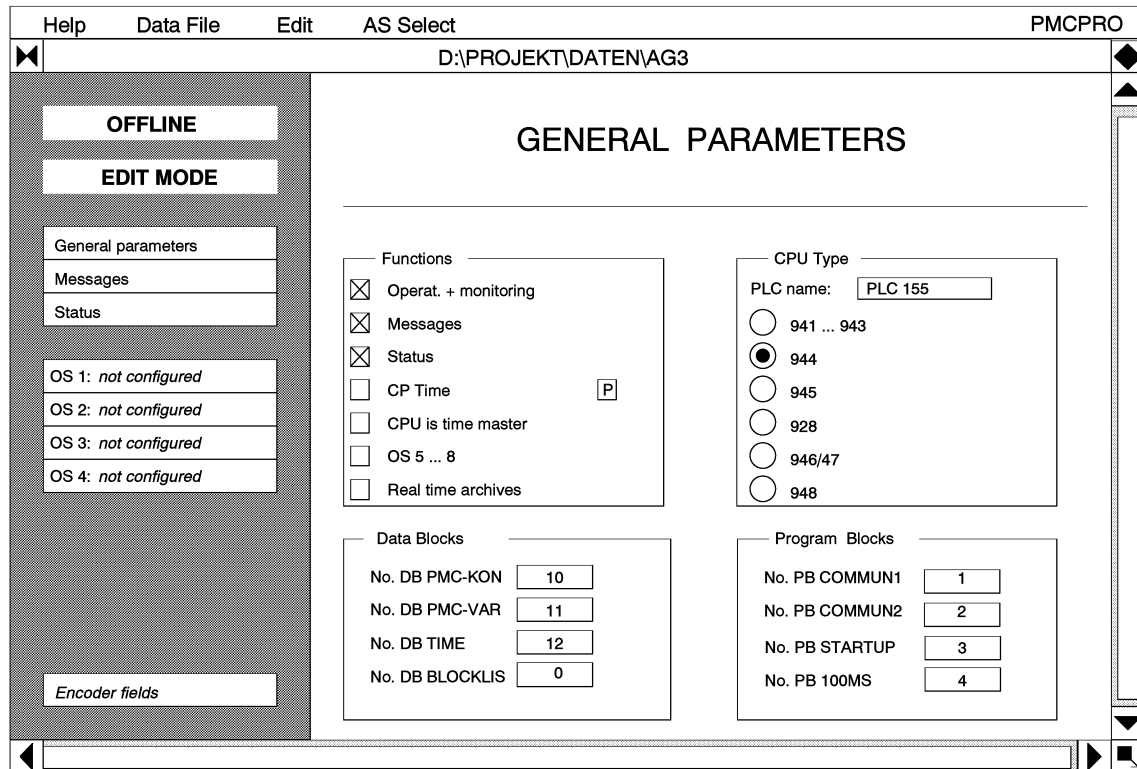 Help Data File Edit AS Select PMCPRO
D:\PROJEKT\DATEN\AG3
OFFLINE
EDIT MODE
General parameters
Messages
Status
OS 1: not configured
OS 2: not configured
OS 3: not configured
OS 4: not configured
Encoder fields
GENERAL PARAMETERS
Functions
Operat. + monitoring
Messages
Status
CP Time P
CPU is time master
OS 5 ... 8
Real time archives
CPU Type
PLC name: PLC 155
941 ... 943
944
945
928
946/47
948
Data Blocks
No. DB PMC-KON 10
No. DB PMC-VAR 11
No. DB TIME 12
No. DB BLOCKLIS 0
Program Blocks
No. PB COMMUN1 1
No. PB COMMUN2 2
No. PB STARTUP 3
No. PB 100MS 4